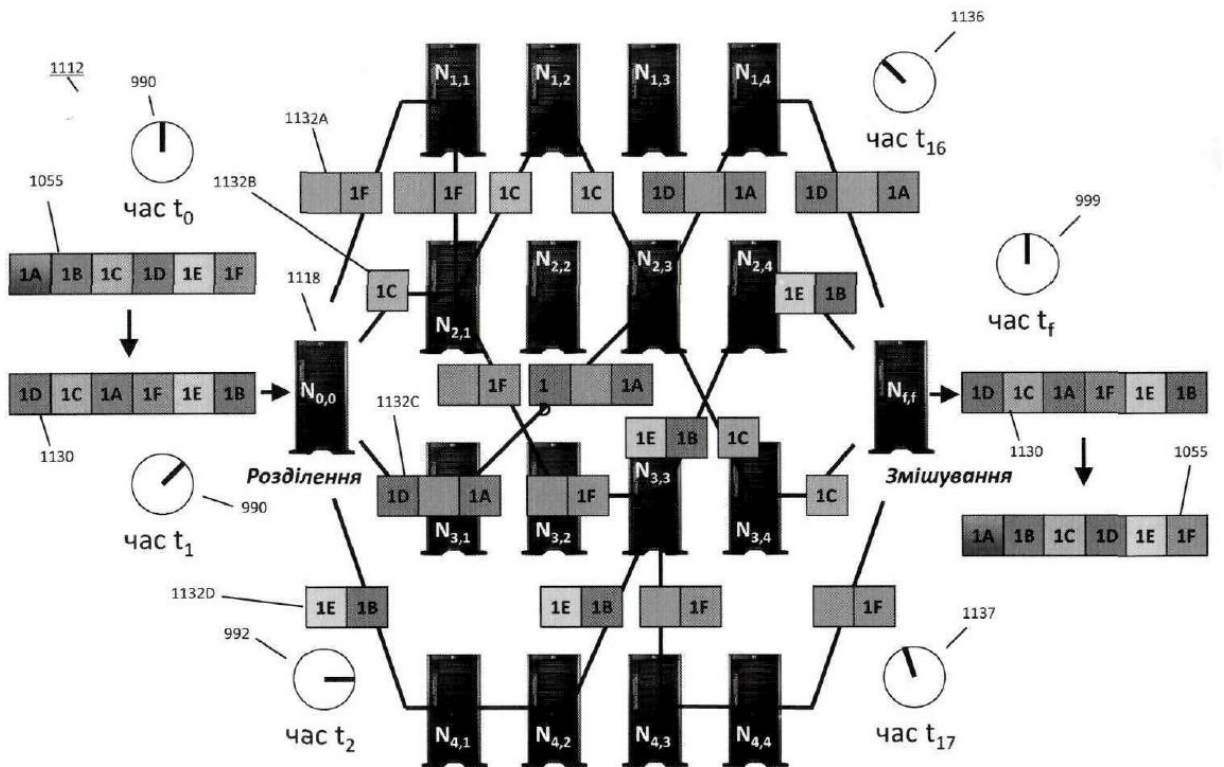 1136
N1,1 N1,2 N1,3 N1,4
1112
990
1132A
час t16
1F 1F 1C 1C 1D 1A 1D 1A
1132B
час t0
1055
999
1A 1B 1C 1D 1E 1F
1118
1C
N2,1 N2,2 N2,3 N2,4
1E 1B
час tf
1D 1C 1A 1F 1E 1B
N0,0
1F 1 1A
Nf,f
1D 1C 1A 1F 1E 1B
1130
1132C
1E 1B 1C
1130
1055
Розділення
Змішування
990
1D 1A 1F 1C
N3,1 N3,2 N3,3 N3,4
час t1
1A 1B 1C 1D 1E 1F
1132D
1E 1B 1E 1B 1F 1F
992
1137
час t2
N4,1 N4,2 N4,3 N4,4
час t17